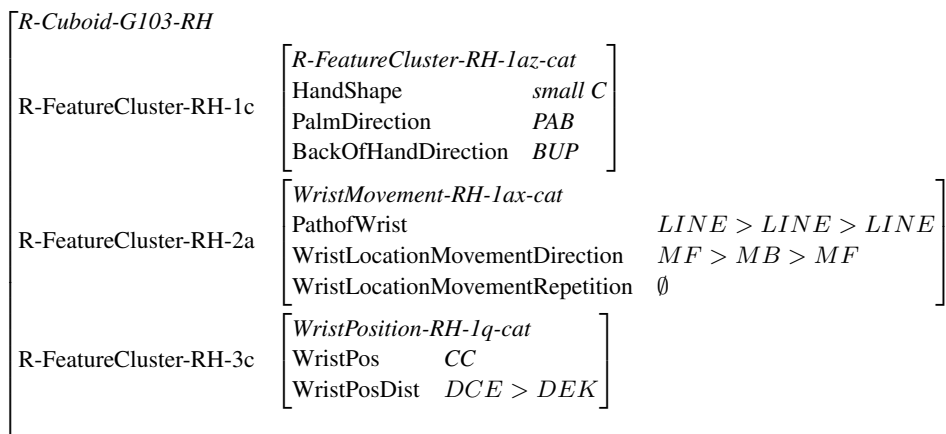 R-Cuboid-G103-RH
R-FeatureCluster-RH-1az-cat
HandShape small C
R-FeatureCluster-RH-1c PalmDirection PAB
BackOfHandDirection BUP
WristMovement-RH-1ax-cat
PathofWrist LINE > LINE > LINE
R-FeatureCluster-RH-2a WristLocationMovementDirection MF > MB > MF
WristLocationMovementRepetition ∅
WristPosition-RH-1q-cat
R-FeatureCluster-RH-3c WristPos CC
WristPosDist DCE > DEK